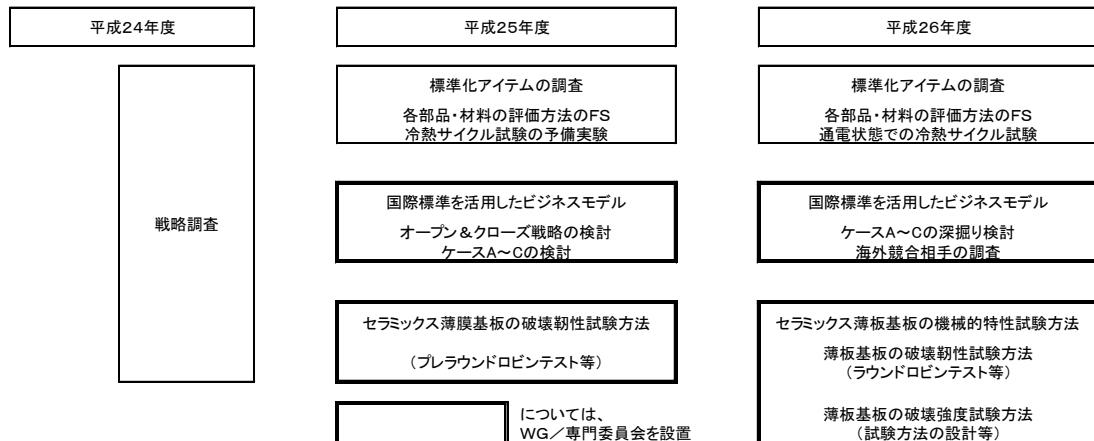 平成24年度
平成25年度
平成26年度
戦略調査
標準化アイテムの調査
各部品・材料の評価方法のFS
冷熱サイクル試験の予備実験
標準化アイテムの調査
各部品・材料の評価方法のFS
通電状態での冷熱サイクル試験
国際標準を活用したビジネスモデル
オープン＆クローズ戦略の検討
ケースA～Cの検討
国際標準を活用したビジネスモデル
ケースA～Cの深掘り検討
海外競合相手の調査
セラミックス薄膜基板の破壊靭性試験方法
（プレラウンドロビンテスト等）
セラミックス薄板基板の機械的特性試験方法
薄板基板の破壊靭性試験方法
（ラウンドロビンテスト等）
薄板基板の破壊強度試験方法
（試験方法の設計等）
については、
WG／専門委員会を設置